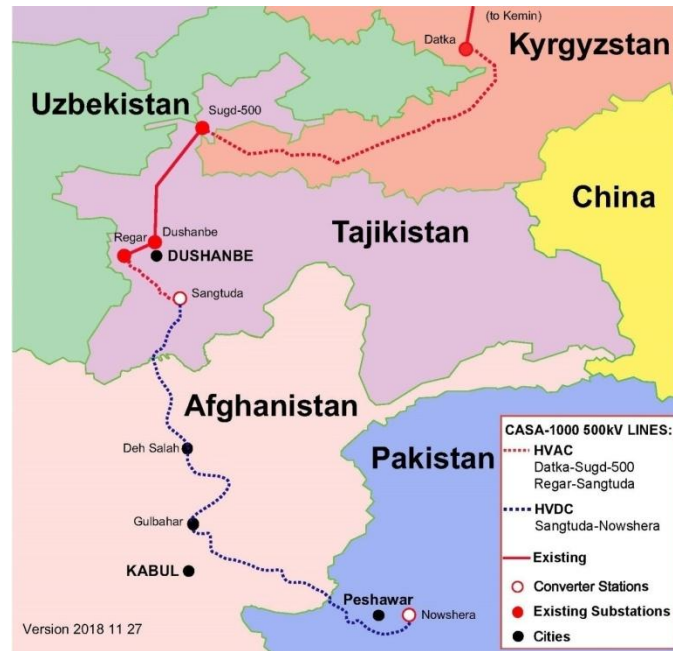 (to Kemin)
Datka
Kyrgyzstan
Uzbekistan
Sugd-500
China
Regar
Dushanbe
DUSHANBE
Tajikistan
Sangtuda
Afghanistan
Deh Salah
Pakistan
Gulbahar
KABUL
Peshawar
Nowshera
Version 2018 11 27
CASA-1000 500kV LINES:
HVAC
Datka-Sugd-500
Regar-Sangtuda
HVDC
Sangtuda-Nowshera
Existing
Converter Stations
Existing Substations
Cities